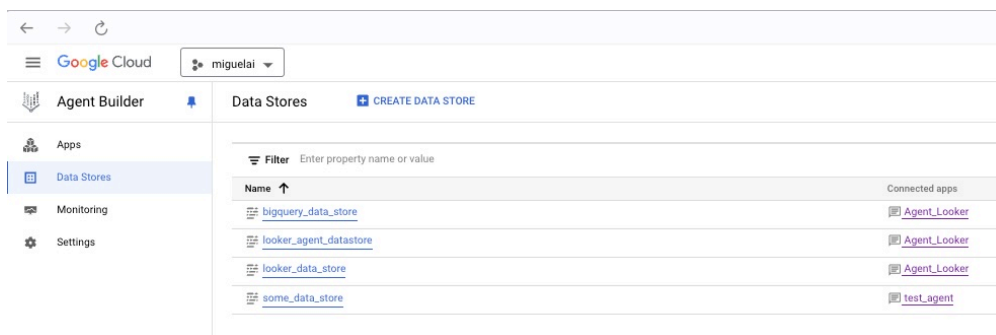 Google Cloud miguelai
Agent Builder Data Stores CREATE DATA STORE
Apps
Data Stores
Monitoring
Settings
Filter Enter property name or value
Name Connected apps
bigquery_data_store Agent_Looker
looker_agent_datastore Agent_Looker
looker_data_store Agent_Looker
some_data_store test_agent